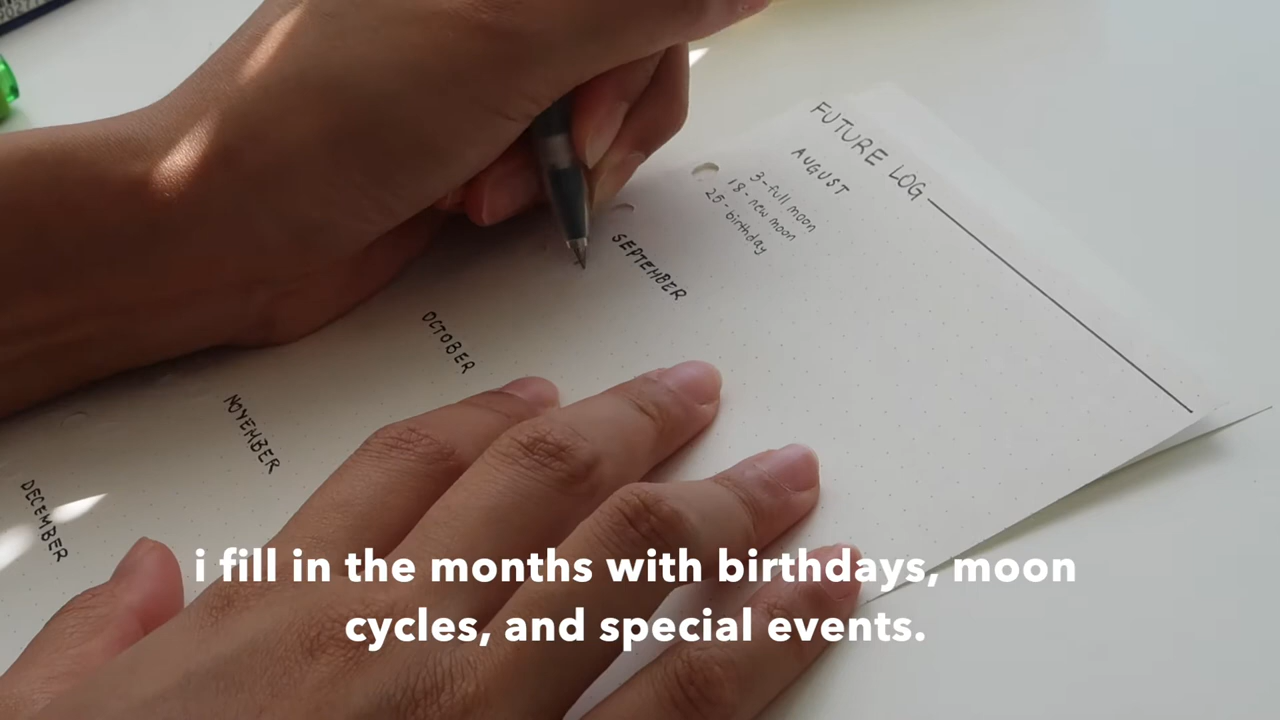 FUTURE LOG
AUGUST
3-full moon
18-new moon
25-birthday
SEPTEMBER
OCTOBER
NOVEMBER
DECEMBER
i fill in the months with birthdays, moon
cycles, and special events.